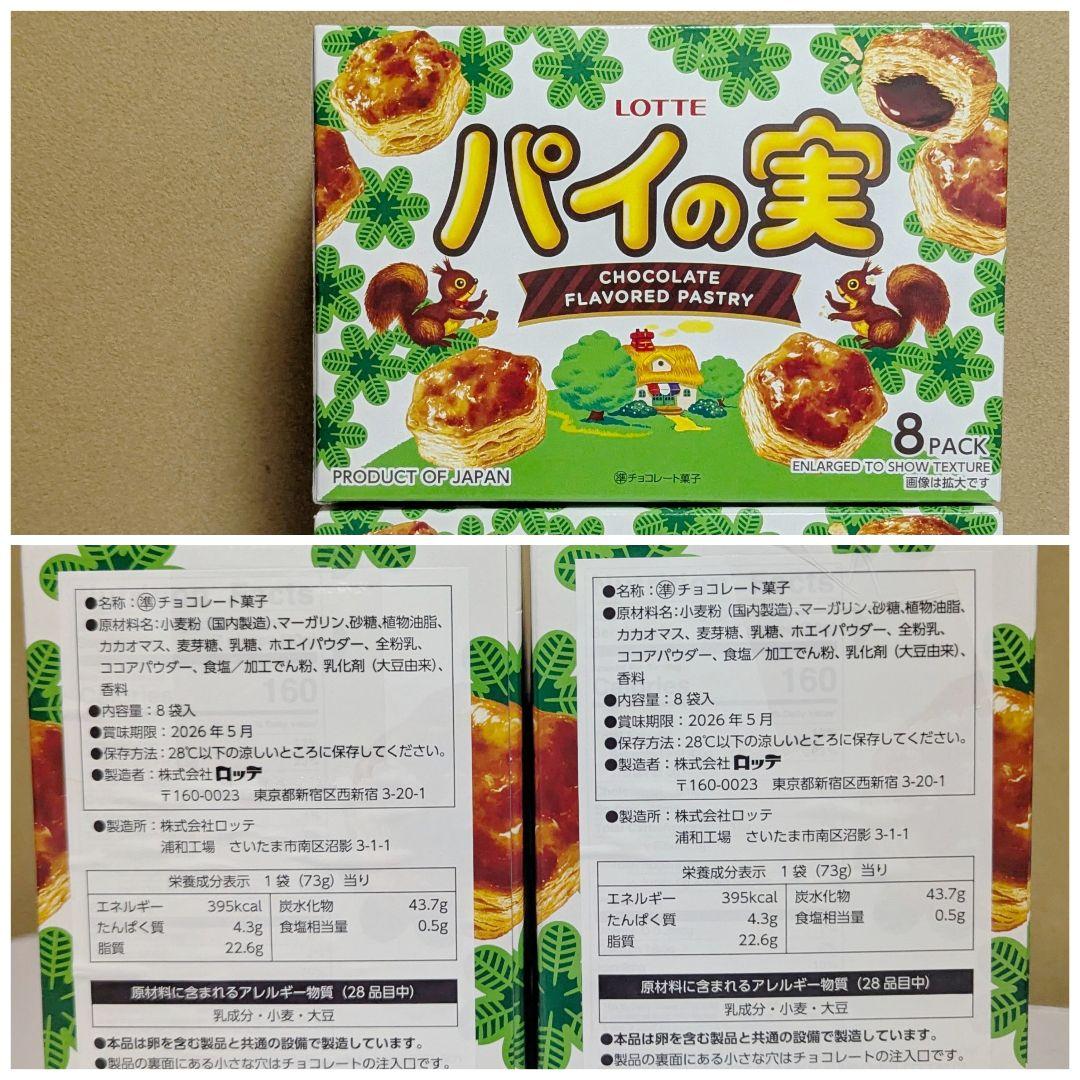 LOTTE
パイの実
CHOCOLATE
FLAVORED PASTRY
8 PACK
ENLARGED TO SHOW TEXTURE
画像は拡大です
PRODUCT OF JAPAN
㊗チョコレート菓子
●名称：準チョコレート菓子
●原材料名：小麦粉（国内製造）、マーガリン、砂糖、植物油脂、
カカオマス、麦芽糖、乳糖、ホエイパウダー、全粉乳、
ココアパウダー、食塩／加工でん粉、乳化剤（大豆由来）、
香料
●内容量：8袋入
●賞味期限：2026年5月
●保存方法：28℃以下の涼しいところに保存してください。
●製造者：株式会社ロッテ
〒160-0023　東京都新宿区西新宿3-20-1
●製造所：株式会社ロッテ
浦和工場　さいたま市南区沼影3-1-1
栄養成分表示　1袋（73g）当り
エネルギー 395kcal 炭水化物 43.7g
たんぱく質 4.3g 食塩相当量 0.5g
脂質 22.6g
原材料に含まれるアレルギー物質（28品目中）
乳成分・小麦・大豆
●本品は卵を含む製品と共通の設備で製造しています。
●製品の裏面にある小さな穴はチョコレートの注入口です。
160
●名称：準チョコレート菓子
●原材料名：小麦粉（国内製造）、マーガリン、砂糖、植物油脂、
カカオマス、麦芽糖、乳糖、ホエイパウダー、全粉乳、
ココアパウダー、食塩／加工でん粉、乳化剤（大豆由来）、
香料
●内容量：8袋入
●賞味期限：2026年5月
●保存方法：28℃以下の涼しいところに保存してください。
●製造者：株式会社ロッテ
〒160-0023　東京都新宿区西新宿3-20-1
●製造所：株式会社ロッテ
浦和工場　さいたま市南区沼影3-1-1
栄養成分表示　1袋（73g）当り
エネルギー 395kcal 炭水化物 43.7g
たんぱく質 4.3g 食塩相当量 0.5g
脂質 22.6g
原材料に含まれるアレルギー物質（28品目中）
乳成分・小麦・大豆
●本品は卵を含む製品と共通の設備で製造しています。
●製品の裏面にある小さな穴はチョコレートの注入口です。
160